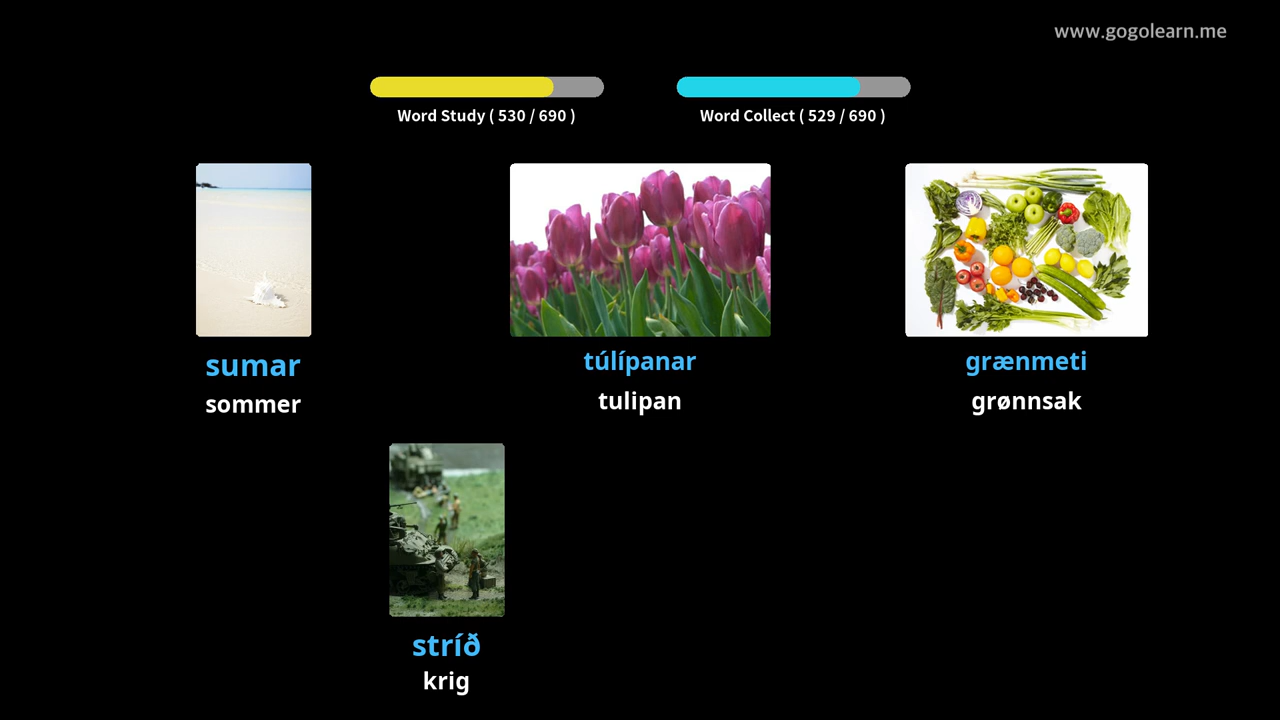 www.gogolearn.me
Word Study ( 530 / 690 )
Word Collect ( 529 / 690 )
sumar
sommer
túlípanar
tulipan
grænmeti
grønnsak
stríð
krig